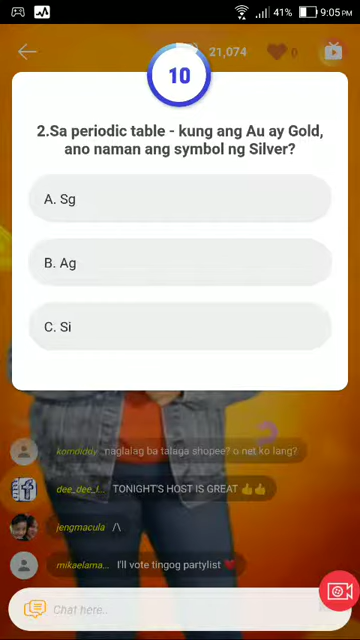 41% 9:05 PM
21,074 0
10
2.Sa periodic table - kung ang Au ay Gold,
ano naman ang symbol ng Silver?
A. Sg
B. Ag
C. Si
komdiddy naglalag ba talaga shopee? o net ko lang?
dee_dee_l... TONIGHT'S HOST IS GREAT 👍👍
jengmacula /\
mikaelama... I'll vote tingog partylist ❤️
Chat here..